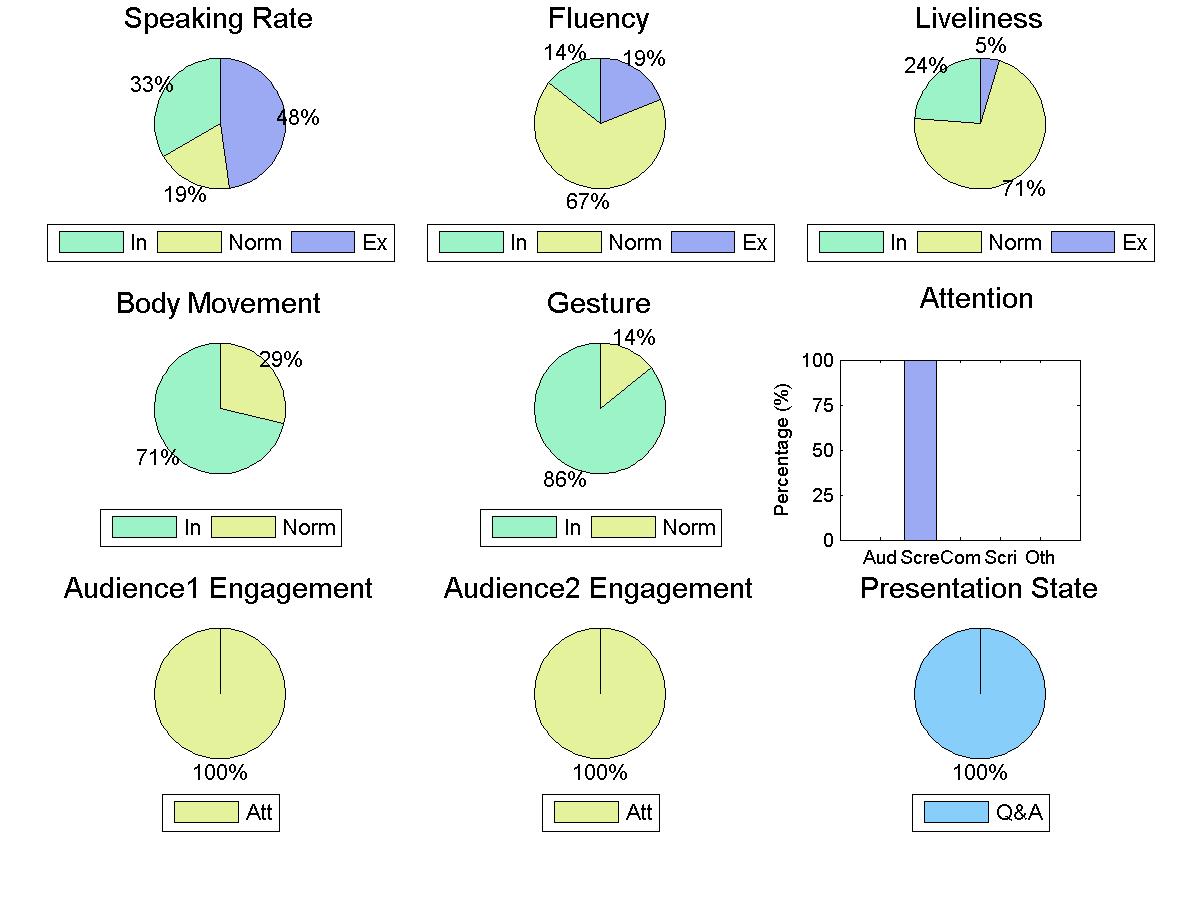 Speaking Rate
33%
48%
19%
In Norm Ex
Fluency
14%
19%
67%
In Norm Ex
Liveliness
5%
24%
71%
In Norm Ex
Body Movement
29%
71%
In Norm
Gesture
14%
86%
In Norm
Attention
Percentage (%)
100
75
50
25
0
Aud Scre Com Scri Oth
Audience1 Engagement
100%
Att
Audience2 Engagement
100%
Att
Presentation State
100%
Q&A